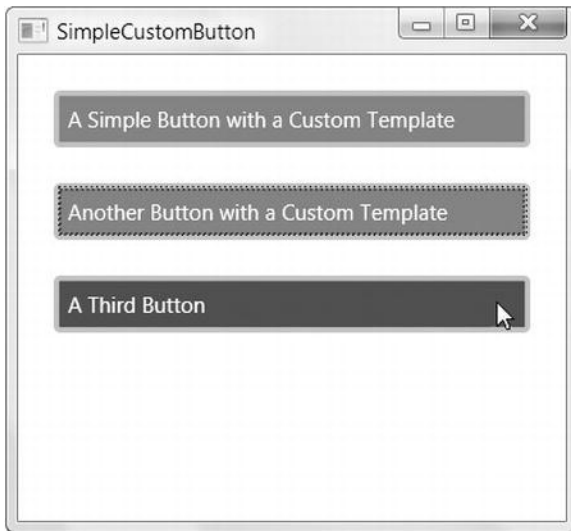 SimpleCustomButton
A Simple Button with a Custom Template
Another Button with a Custom Template
A Third Button